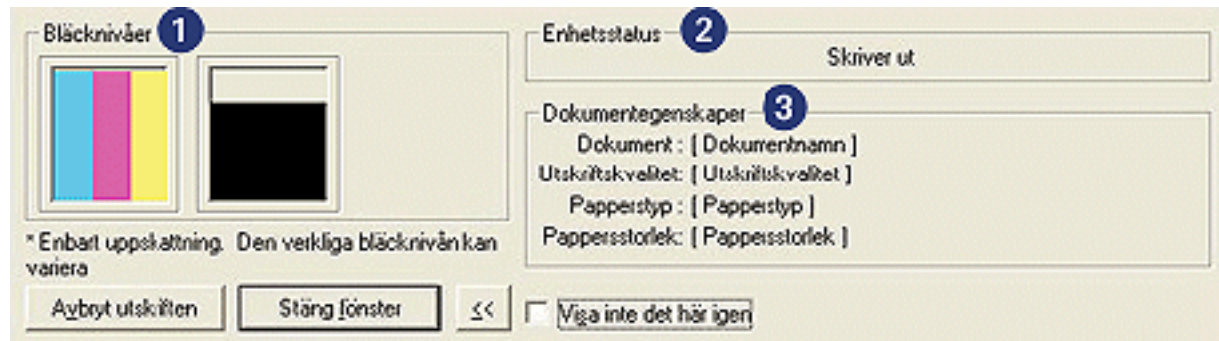 Bläcknivåer 1
* Enbart uppskattning. Den verkliga bläcknivån kan
variera
Avbryt utskriften
Stäng fönster
<<
Enhetsstatus 2
Skriver ut
Dokumentegenskaper 3
Dokument : [ Dokumentnamn ]
Utskriftskvalitet: [ Utskriftskvalitet ]
Papperstyp : [ Papperstyp ]
Pappersstorlek: [ Pappersstorlek ]
Visa inte det här igen